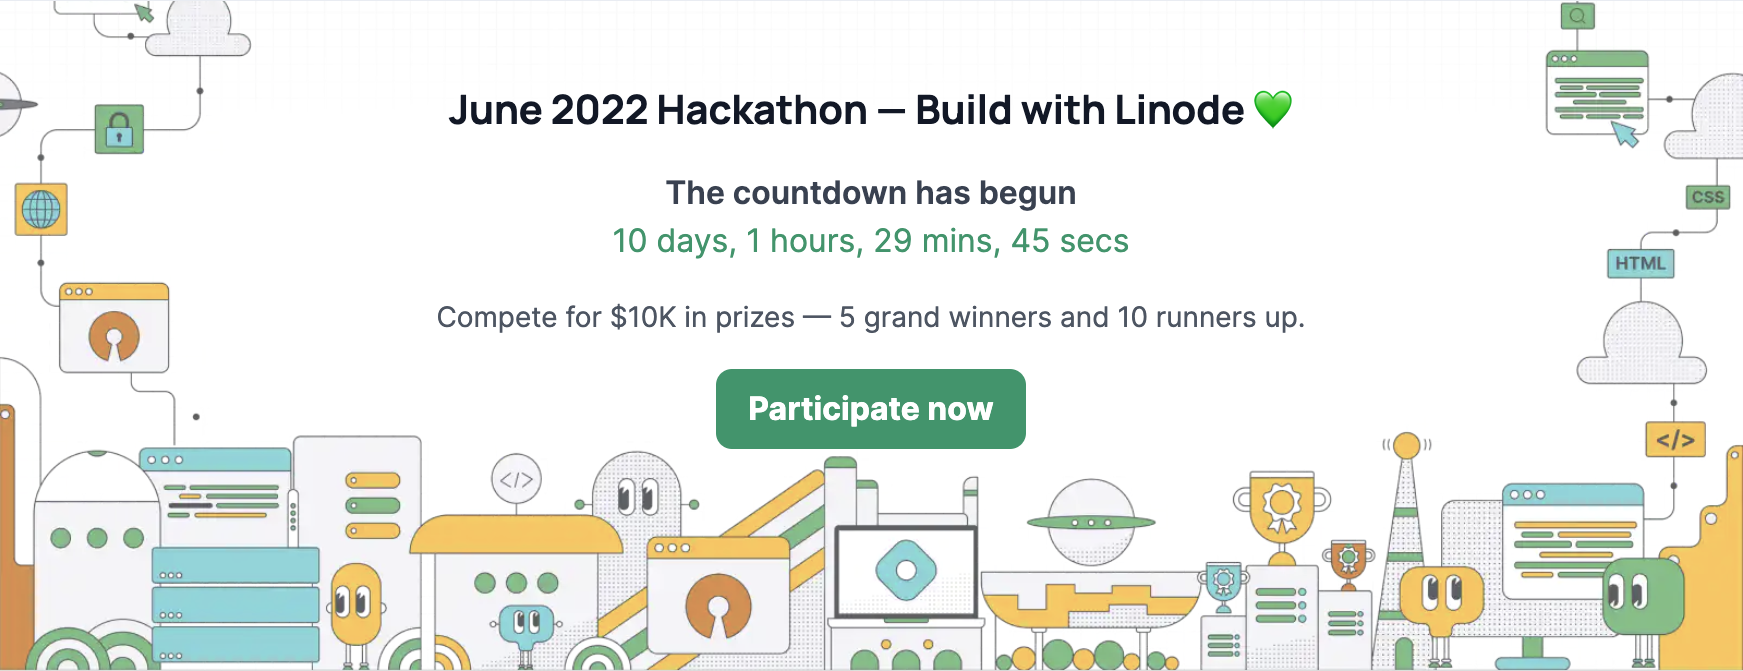 June 2022 Hackathon — Build with Linode 💚
The countdown has begun
10 days, 1 hours, 29 mins, 45 secs
Compete for $10K in prizes — 5 grand winners and 10 runners up.
Participate now
CSS
HTML
</>
</>